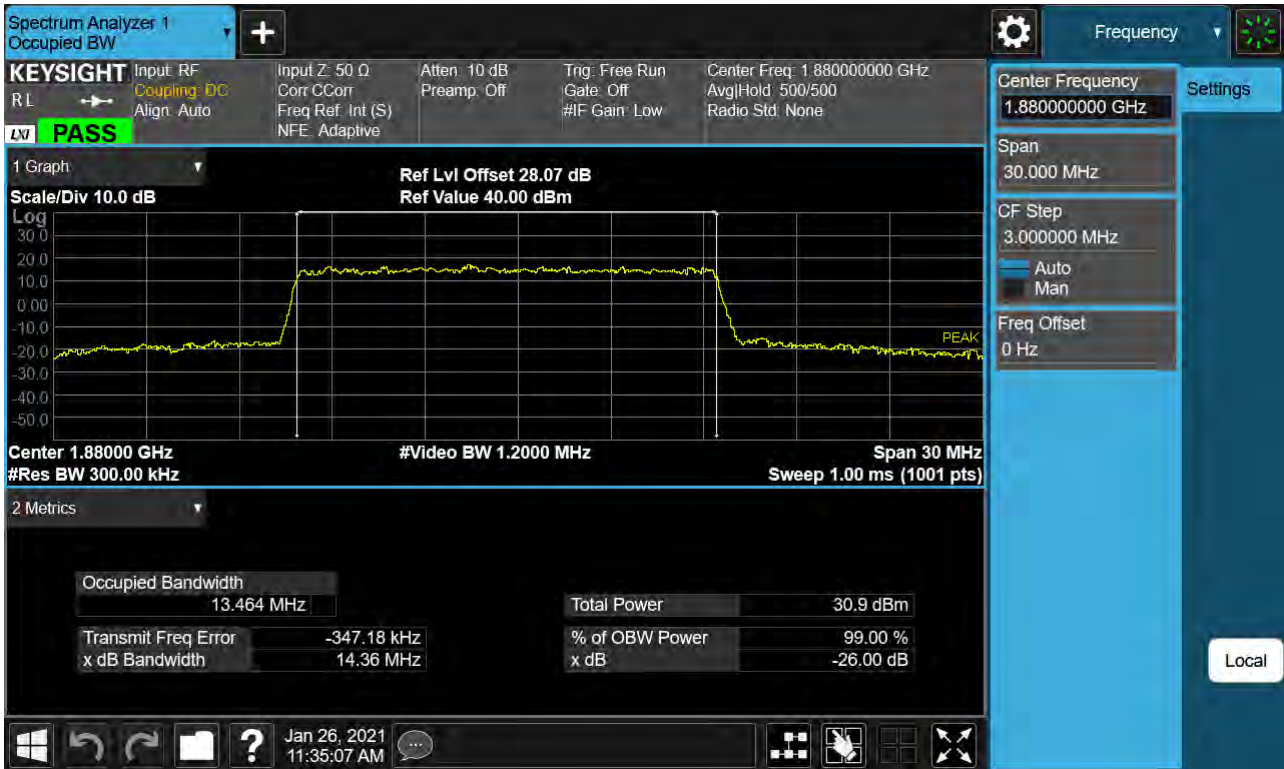 Spectrum Analyzer 1
Occupied BW
+
Frequency
KEYSIGHT
R L
LXI
PASS
Input: RF
Coupling: DC
Align: Auto
Input Z: 50 Ω
Corr CCorr
Freq Ref: Int (S)
NFE: Adaptive
Atten: 10 dB
Preamp: Off
Trig: Free Run
Gate: Off
#IF Gain: Low
Center Freq: 1.880000000 GHz
Avg|Hold: 500/500
Radio Std: None
Center Frequency
1.880000000 GHz
Settings
Span
30.000 MHz
CF Step
3.000000 MHz
Auto
Man
Freq Offset
0 Hz
Local
1 Graph
Scale/Div 10.0 dB
Ref Lvl Offset 28.07 dB
Ref Value 40.00 dBm
Log
30.0
20.0
10.0
0.00
-10.0
-20.0
-30.0
-40.0
-50.0
PEAK
Center 1.88000 GHz
#Video BW 1.2000 MHz
Span 30 MHz
#Res BW 300.00 kHz
Sweep 1.00 ms (1001 pts)
2 Metrics
Occupied Bandwidth
13.464 MHz
Total Power 30.9 dBm
Transmit Freq Error -347.18 kHz
% of OBW Power 99.00 %
x dB Bandwidth 14.36 MHz
x dB -26.00 dB
?
Jan 26, 2021
11:35:07 AM